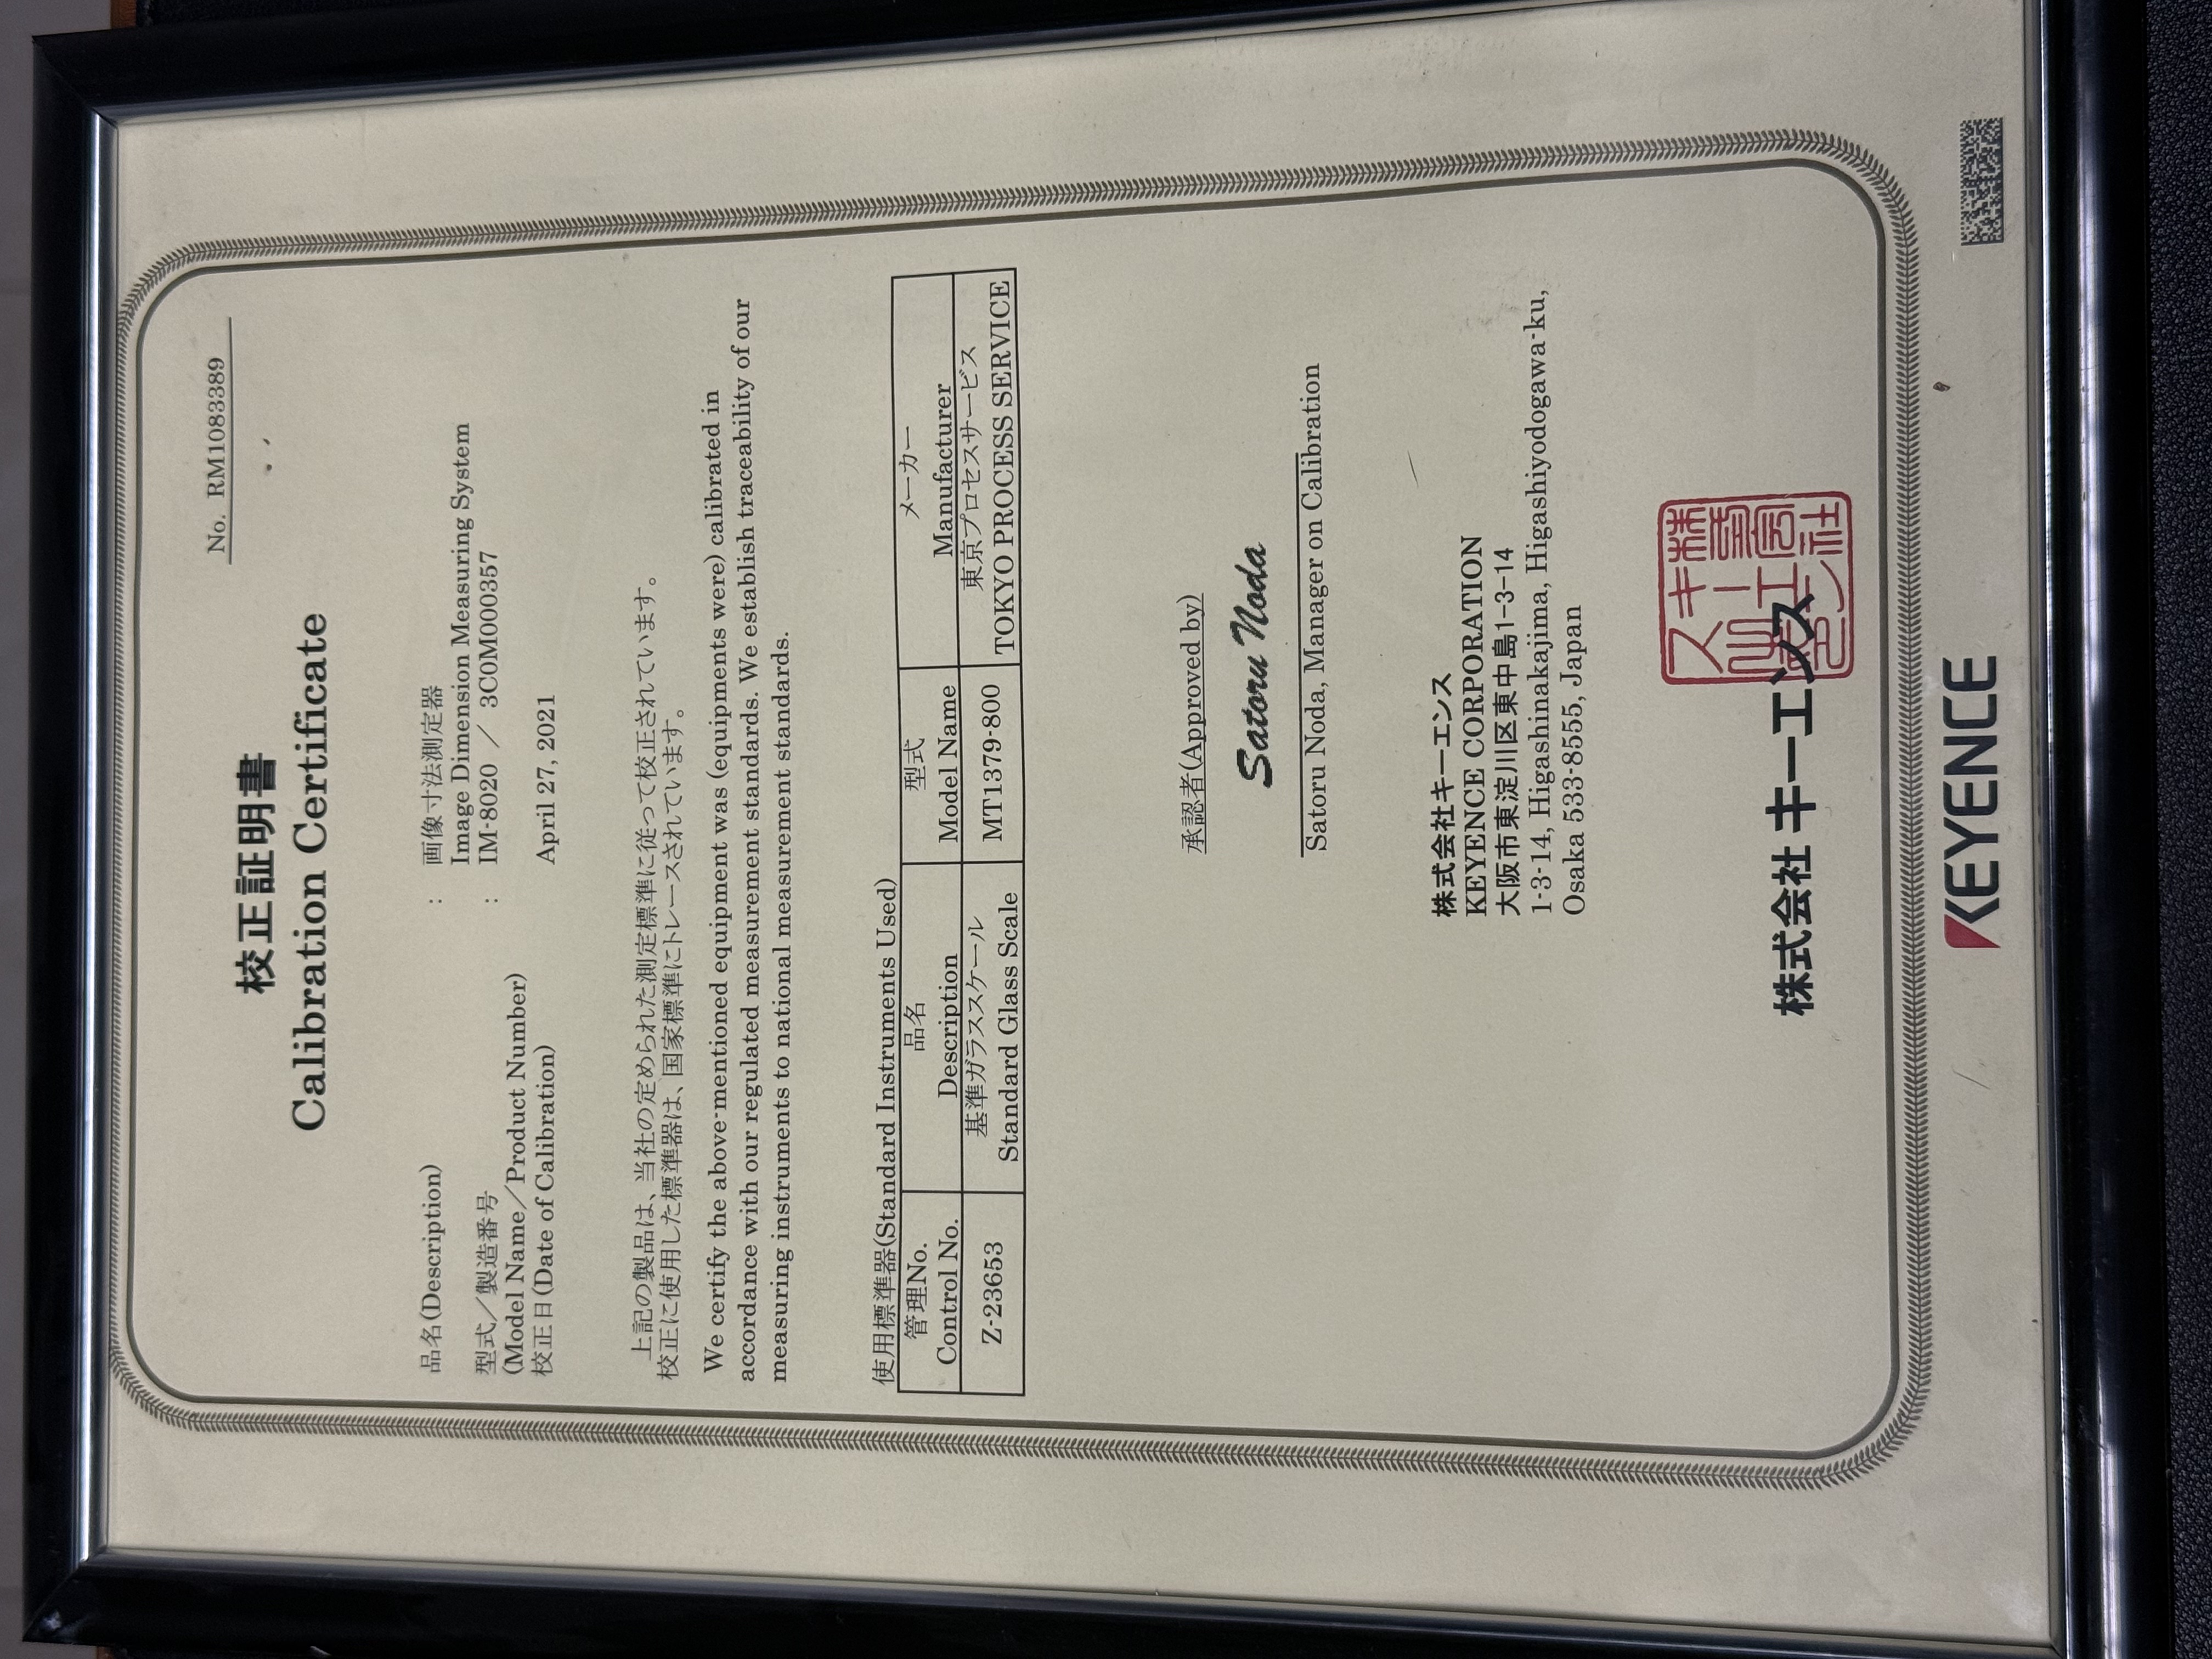 No. RM1083389
校正証明書
Calibration Certificate
品名(Description) : 画像寸法測定器
Image Dimension Measuring System
型式／製造番号 : IM-8020 ／ 3C0M000357
(Model Name／Product Number)
校正日(Date of Calibration) April 27, 2021
上記の製品は、当社の定められた測定標準に従って校正されています。
校正に使用した標準器は、国家標準にトレースされています。
We certify the above-mentioned equipment was (equipments were) calibrated in
accordance with our regulated measurement standards. We establish traceability of our
measuring instruments to national measurement standards.
使用標準器(Standard Instruments Used)
管理No. 品名 型式 メーカー
Control No. Description Model Name Manufacturer
Z-23653 基準ガラススケール MT1379-800 東京プロセスサービス
Standard Glass Scale TOKYO PROCESS SERVICE
承認者(Approved by)
Satoru Noda
Satoru Noda, Manager on Calibration
株式会社キーエンス
KEYENCE CORPORATION
大阪市東淀川区東中島1-3-14
1-3-14, Higashinakajima, Higashiyodogawa-ku,
Osaka 533-8555, Japan
株式会社 キーエンス
KEYENCE